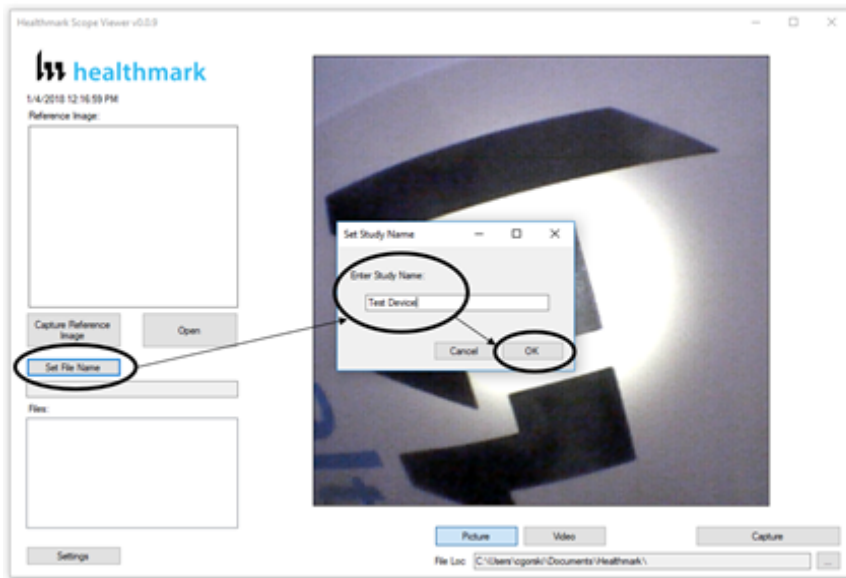 Healthmark Scope Viewer v0.0.9
healthmark
1/4/2018 12:16:59 PM
Reference Image:
Capture Reference
Image
Open
Set File Name
Files:
Settings
Set Study Name
Enter Study Name:
Test Device
Cancel
OK
Picture
Video
Capture
File Loc: C:\Users\cgorski\Documents\Healthmark\
...